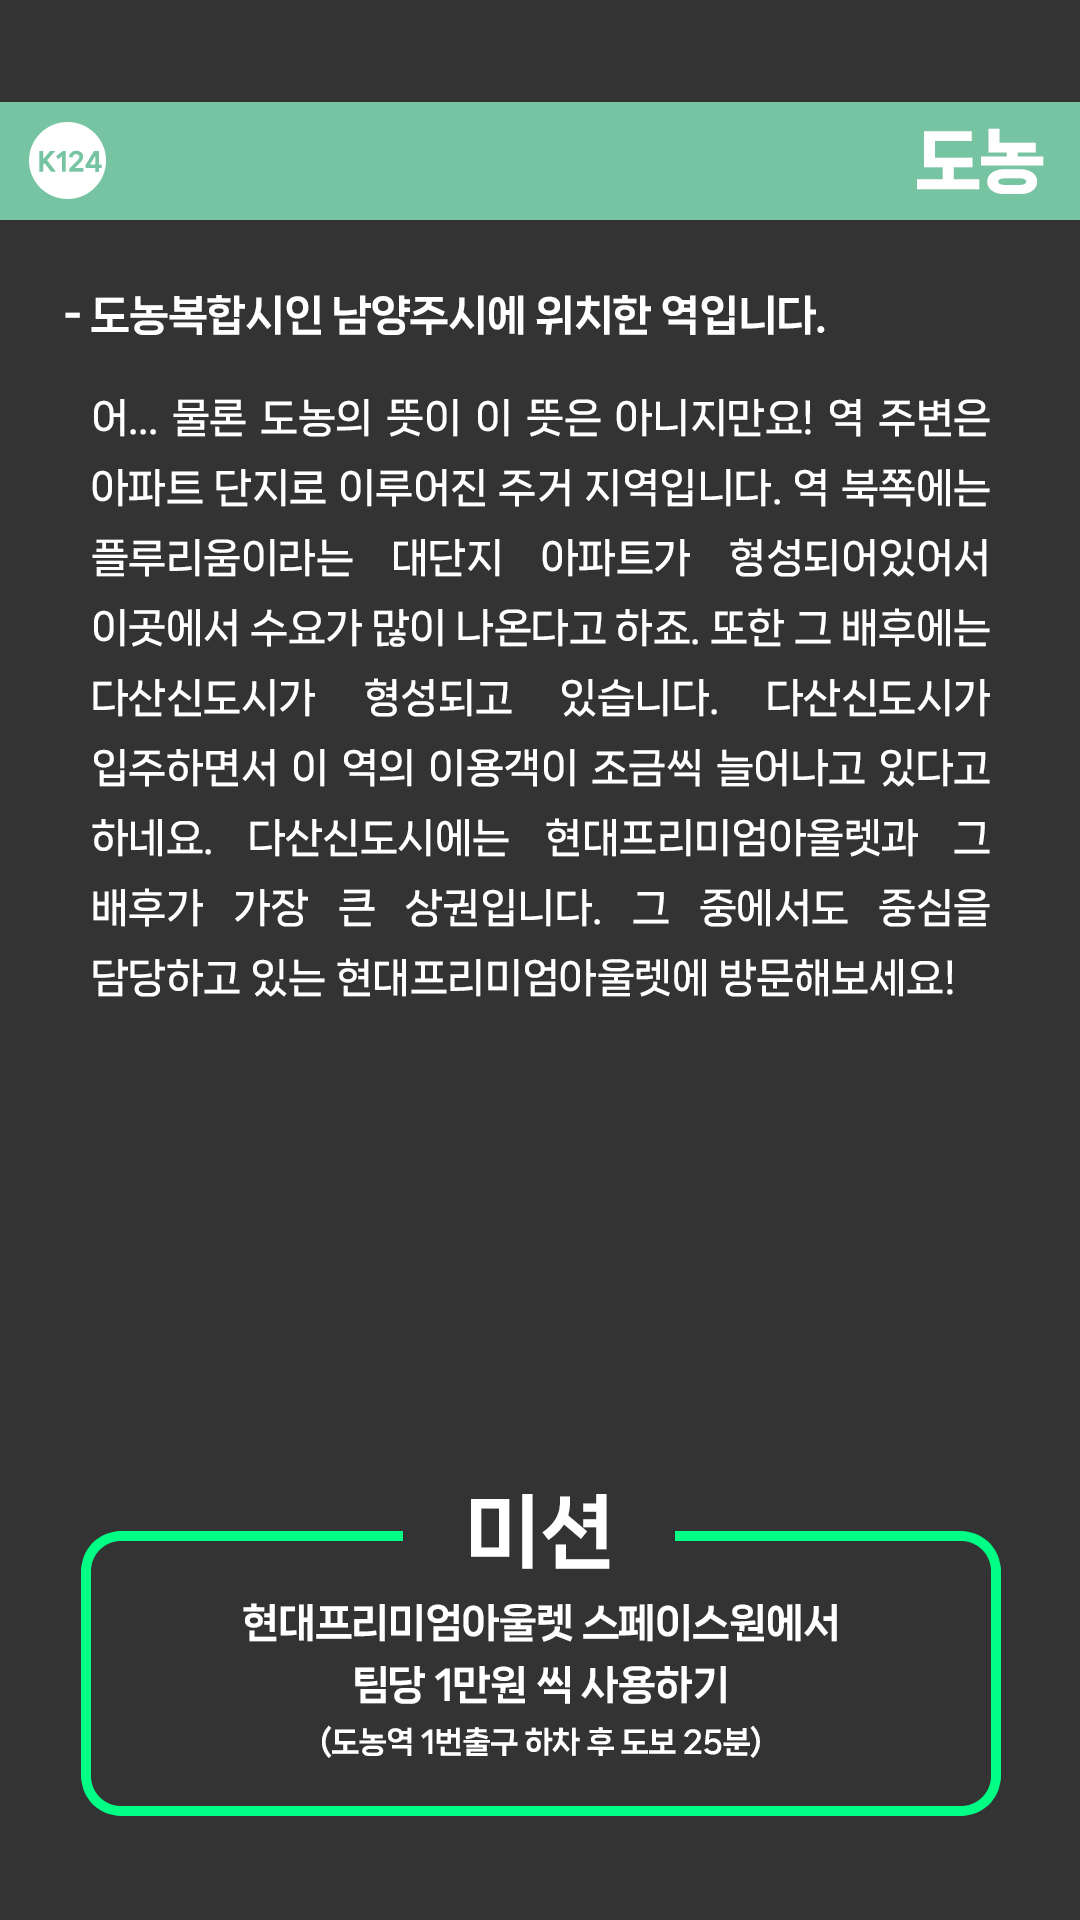 K124
도농
- 도농복합시인 남양주시에 위치한 역입니다.
어... 물론 도농의 뜻이 이 뜻은 아니지만요! 역 주변은
아파트 단지로 이루어진 주거 지역입니다. 역 북쪽에는
플루리움이라는 대단지 아파트가 형성되어있어서
이곳에서 수요가 많이 나온다고 하죠. 또한 그 배후에는
다산신도시가 형성되고 있습니다. 다산신도시가
입주하면서 이 역의 이용객이 조금씩 늘어나고 있다고
하네요. 다산신도시에는 현대프리미엄아울렛과 그
배후가 가장 큰 상권입니다. 그 중에서도 중심을
담당하고 있는 현대프리미엄아울렛에 방문해보세요!
미션
현대프리미엄아울렛 스페이스원에서
팀당 1만원 씩 사용하기
(도농역 1번출구 하차 후 도보 25분)